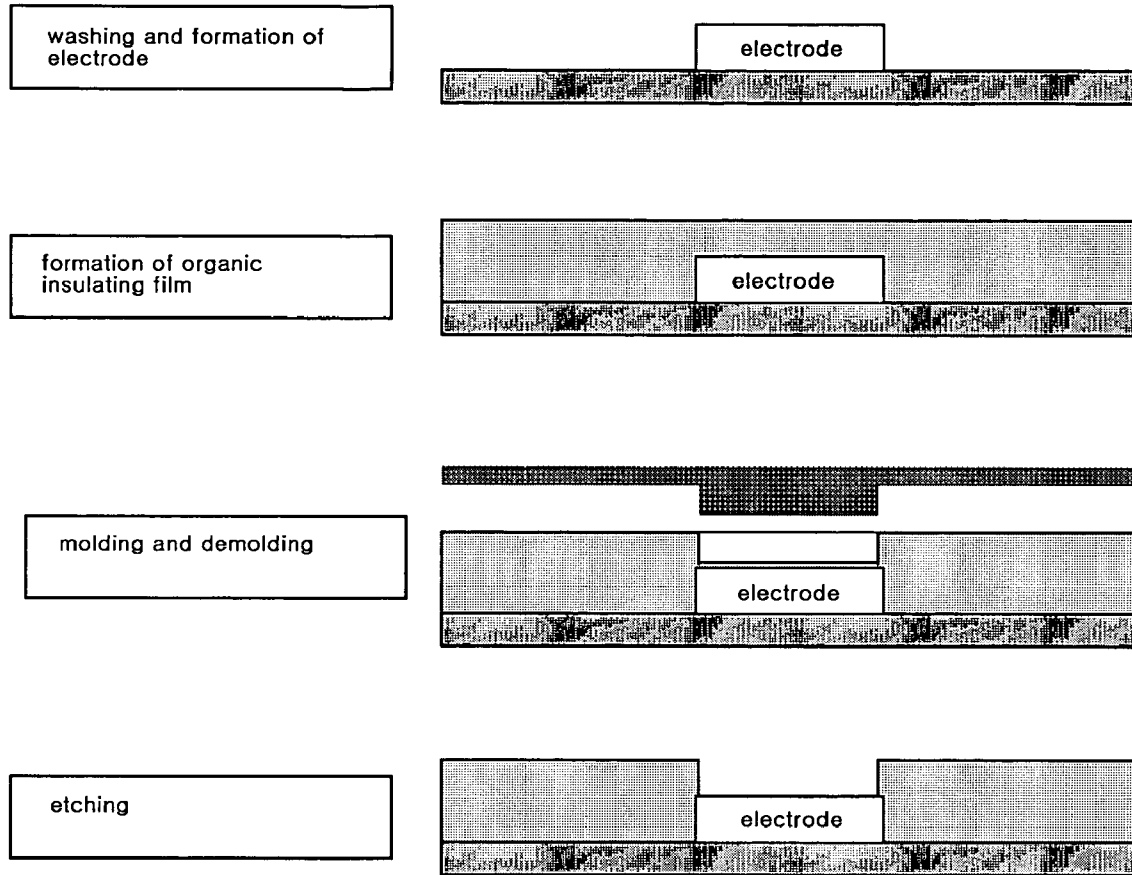 washing and formation of
electrode
electrode
formation of organic
insulating film
electrode
molding and demolding
electrode
etching
electrode